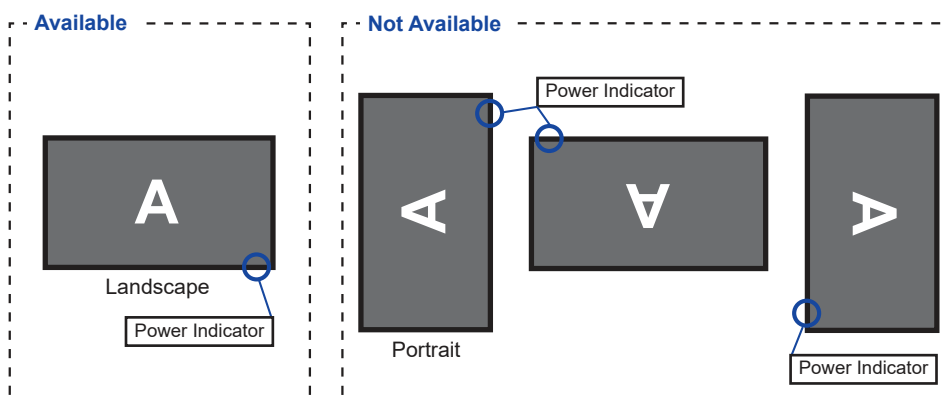 Available
Not Available
Power Indicator
A
A
A
A
Landscape
Power Indicator
Portrait
Power Indicator